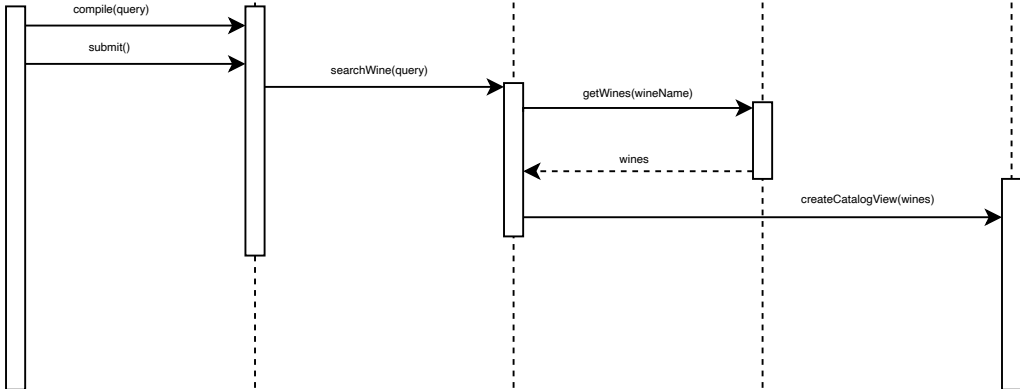 compile(query)
submit()
searchWine(query)
getWines(wineName)
wines
createCatalogView(wines)